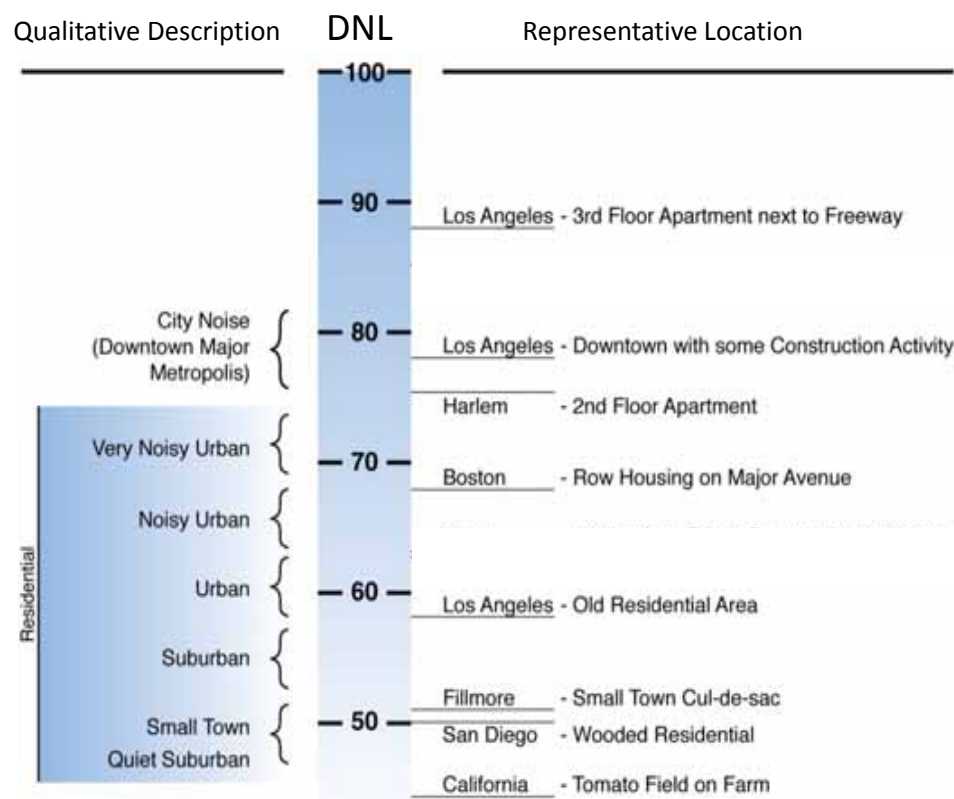 Qualitative Description DNL Representative Location
100
90
Los Angeles - 3rd Floor Apartment next to Freeway
City Noise
(Downtown Major
Metropolis)
80
Los Angeles - Downtown with some Construction Activity
Harlem - 2nd Floor Apartment
Very Noisy Urban
70
Boston - Row Housing on Major Avenue
Noisy Urban
Residential
Urban
60
Los Angeles - Old Residential Area
Suburban
Fillmore - Small Town Cul-de-sac
Small Town
50
San Diego - Wooded Residential
Quiet Suburban
California - Tomato Field on Farm